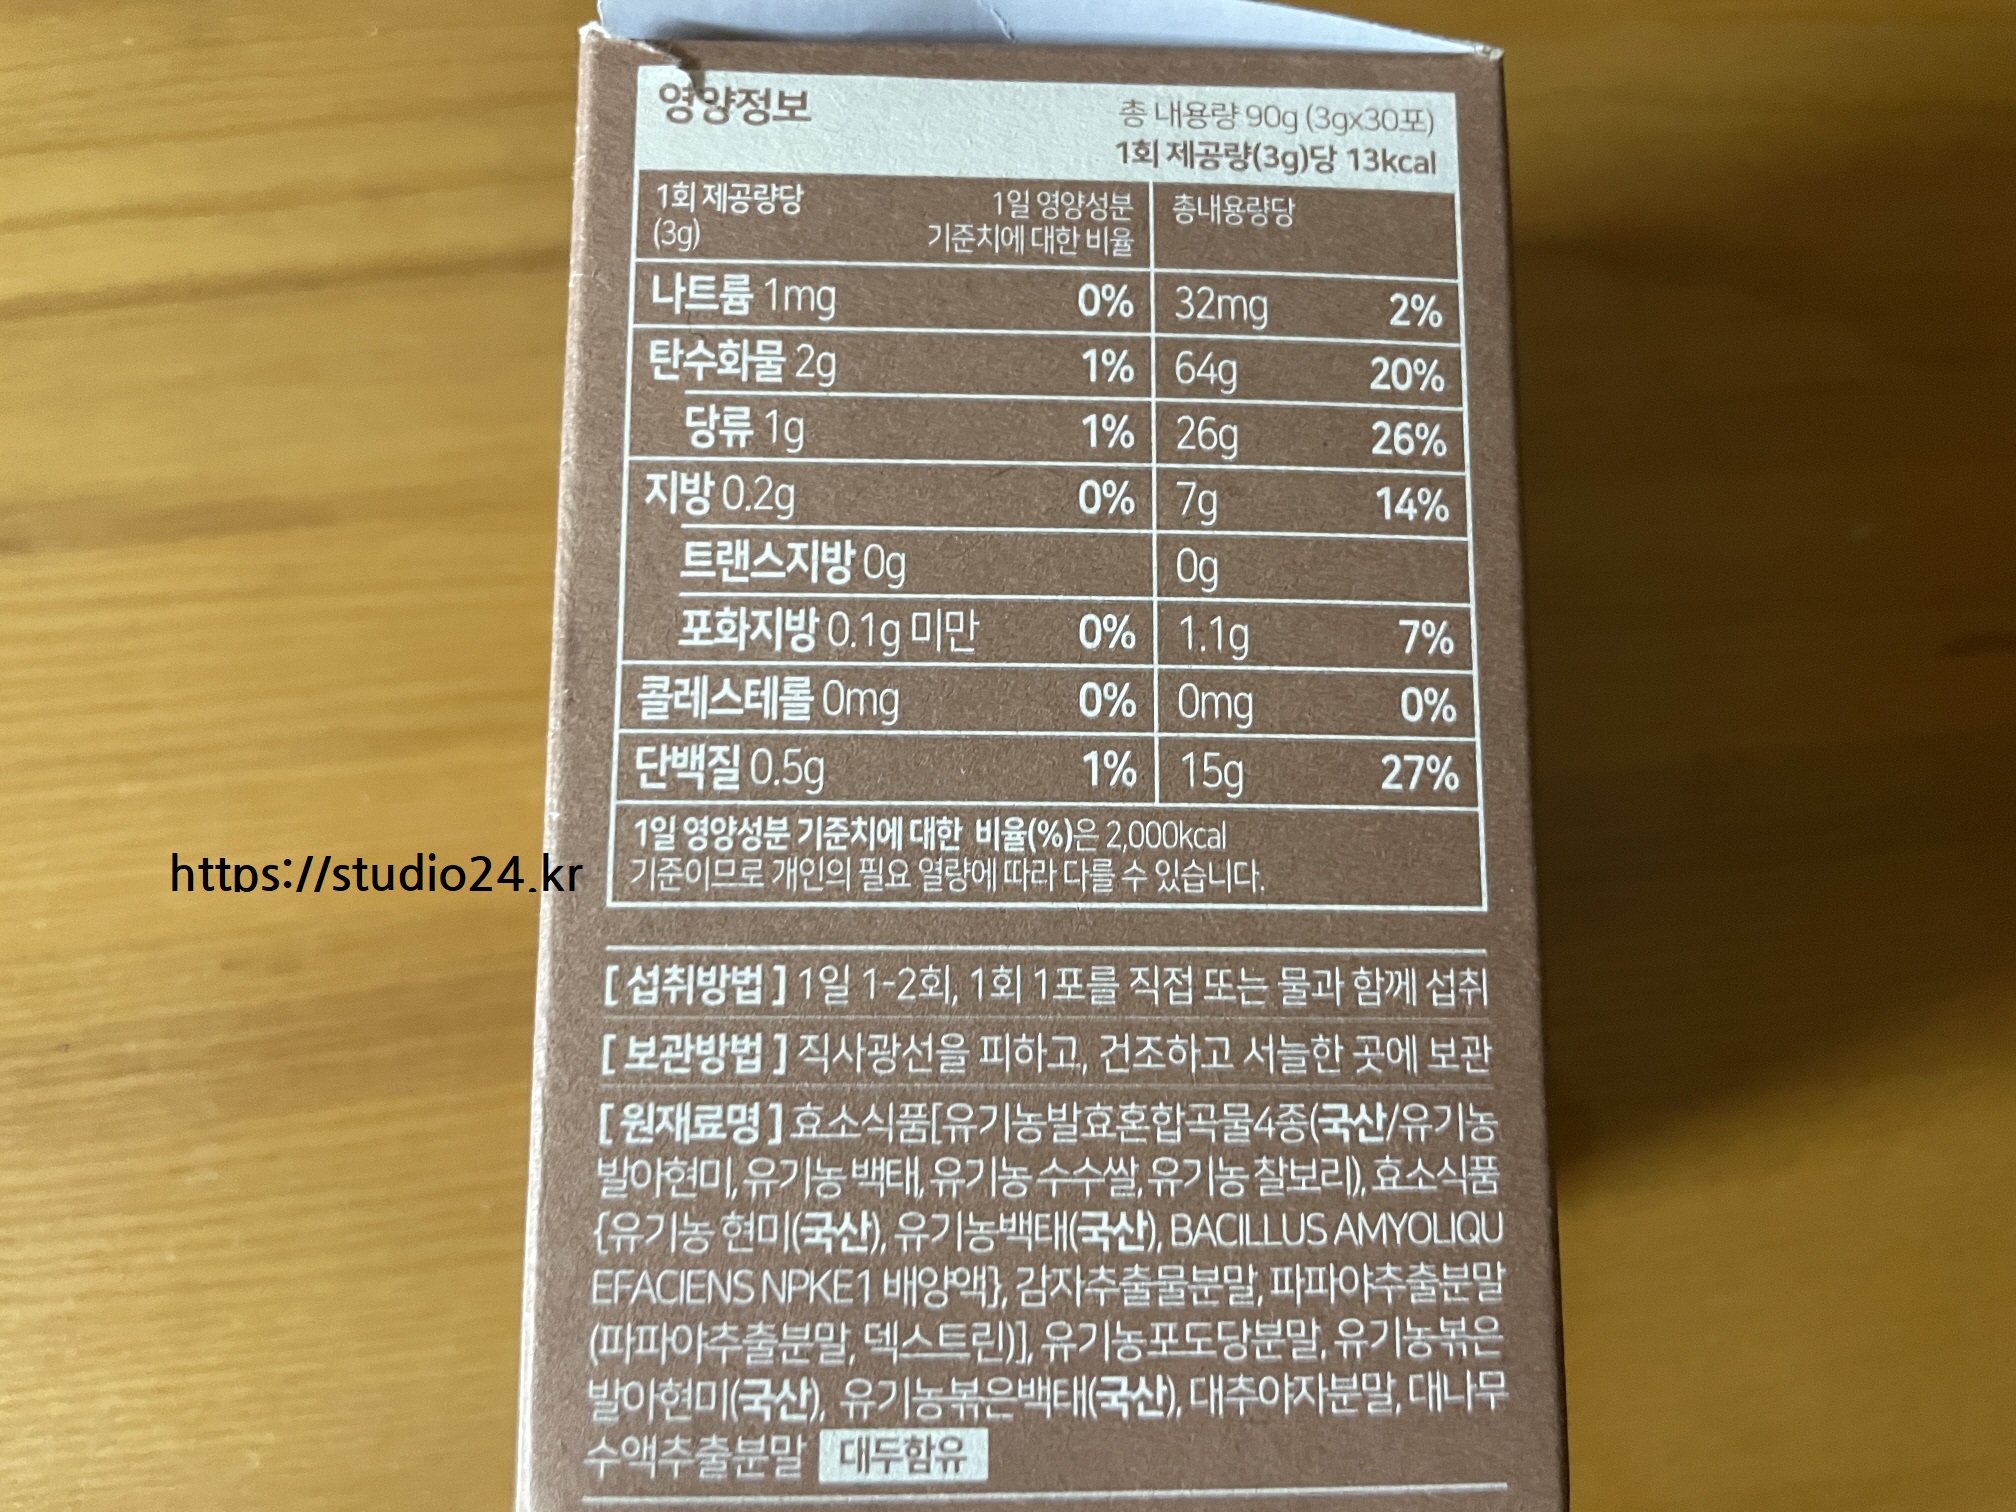 영양정보
총 내용량 90g (3gx30포)
1회 제공량(3g)당 13kcal
1회 제공량당 1일 영양성분 총내용량당
(3g) 기준치에 대한 비율
나트륨 1mg 0% 32mg 2%
탄수화물 2g 1% 64g 20%
당류 1g 1% 26g 26%
지방 0.2g 0% 7g 14%
트랜스지방 0g 0g
포화지방 0.1g 미만 0% 1.1g 7%
콜레스테롤 0mg 0% 0mg 0%
단백질 0.5g 1% 15g 27%
1일 영양성분 기준치에 대한 비율(%)은 2,000kcal
기준이므로 개인의 필요 열량에 따라 다를 수 있습니다.
https://studio24.kr
[ 섭취방법 ] 1일 1-2회, 1회 1포를 직접 또는 물과 함께 섭취
[ 보관방법 ] 직사광선을 피하고, 건조하고 서늘한 곳에 보관
[ 원재료명 ] 효소식품[유기농발효혼합곡물4종(국산/유기농
발아현미, 유기농 백태, 유기농 수수쌀, 유기농 찰보리), 효소식품
{유기농 현미(국산), 유기농백태(국산), BACILLUS AMYOLIQU
EFACIENS NPKE1 배양액}, 감자추출물분말, 파파야추출분말
(파파야추출분말, 덱스트린)], 유기농포도당분말, 유기농볶은
발아현미(국산), 유기농볶은백태(국산), 대추야자분말, 대나무
수액추출분말 대두함유